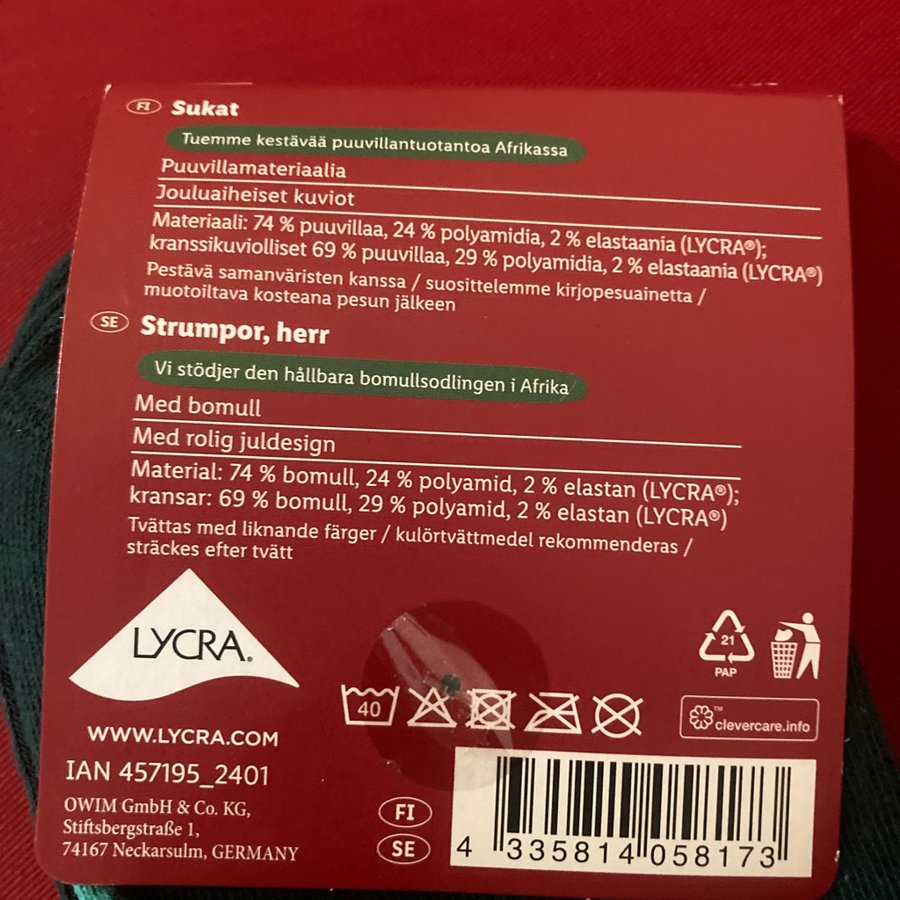 FI Sukat
Tuemme kestävää puuvillantuotantoa Afrikassa
Puuvillamateriaalia
Jouluaiheiset kuviot
Materiaali: 74 % puuvillaa, 24 % polyamidia, 2 % elastaania (LYCRA®);
kranssikuviolliset 69 % puuvillaa, 29 % polyamidia, 2 % elastaania (LYCRA®)
Pestävä samanväristen kanssa / suosittelemme kirjopesuainetta /
muotoiltava kosteana pesun jälkeen
SE Strumpor, herr
Vi stödjer den hållbara bomullsodlingen i Afrika
Med bomull
Med rolig juldesign
Material: 74 % bomull, 24 % polyamid, 2 % elastan (LYCRA®);
kransar: 69 % bomull, 29 % polyamid, 2 % elastan (LYCRA®)
Tvättas med liknande färger / kulörtvättmedel rekommenderas /
sträckes efter tvätt
LYCRA®
21
PAP
40
™ clevercare.info
WWW.LYCRA.COM
IAN 457195_2401
OWIM GmbH & Co. KG,
Stiftsbergstraße 1,
74167 Neckarsulm, GERMANY
FI
SE
4 335814 058173